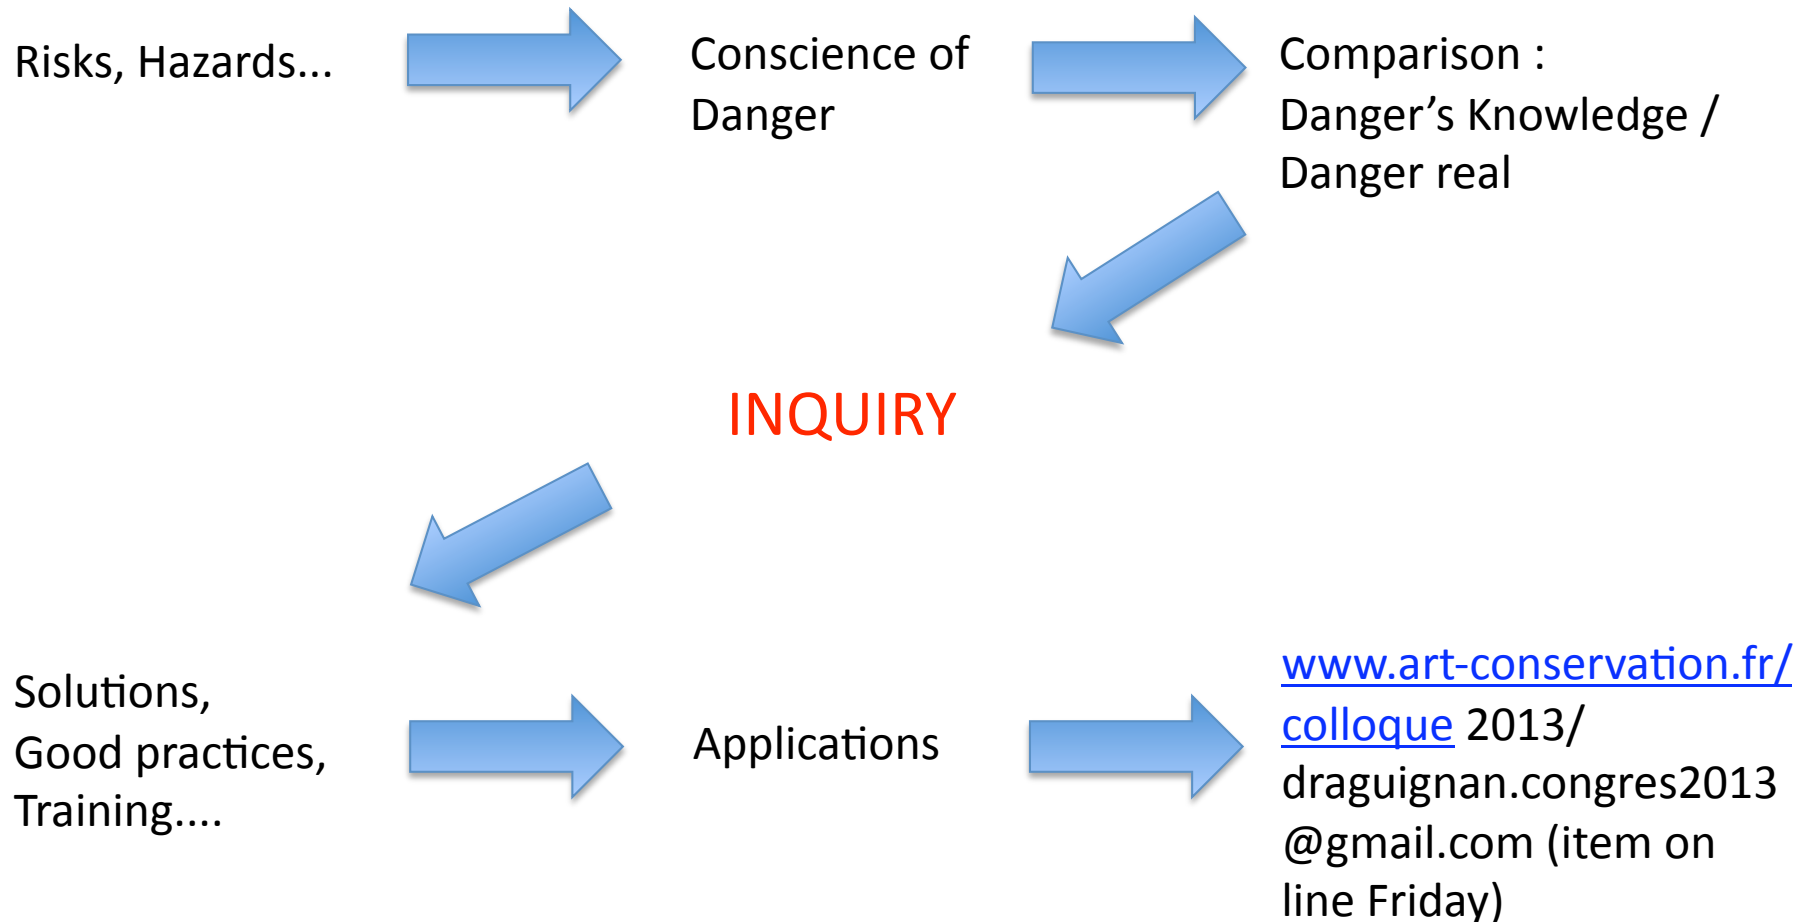 Risks, Hazards...
Conscience of
Danger
Comparison :
Danger’s Knowledge /
Danger real
INQUIRY
Solutions,
Good practices,
Training....
Applications
www.art-conservation.fr/
colloque 2013/
draguignan.congres2013
@gmail.com (item on
line Friday)